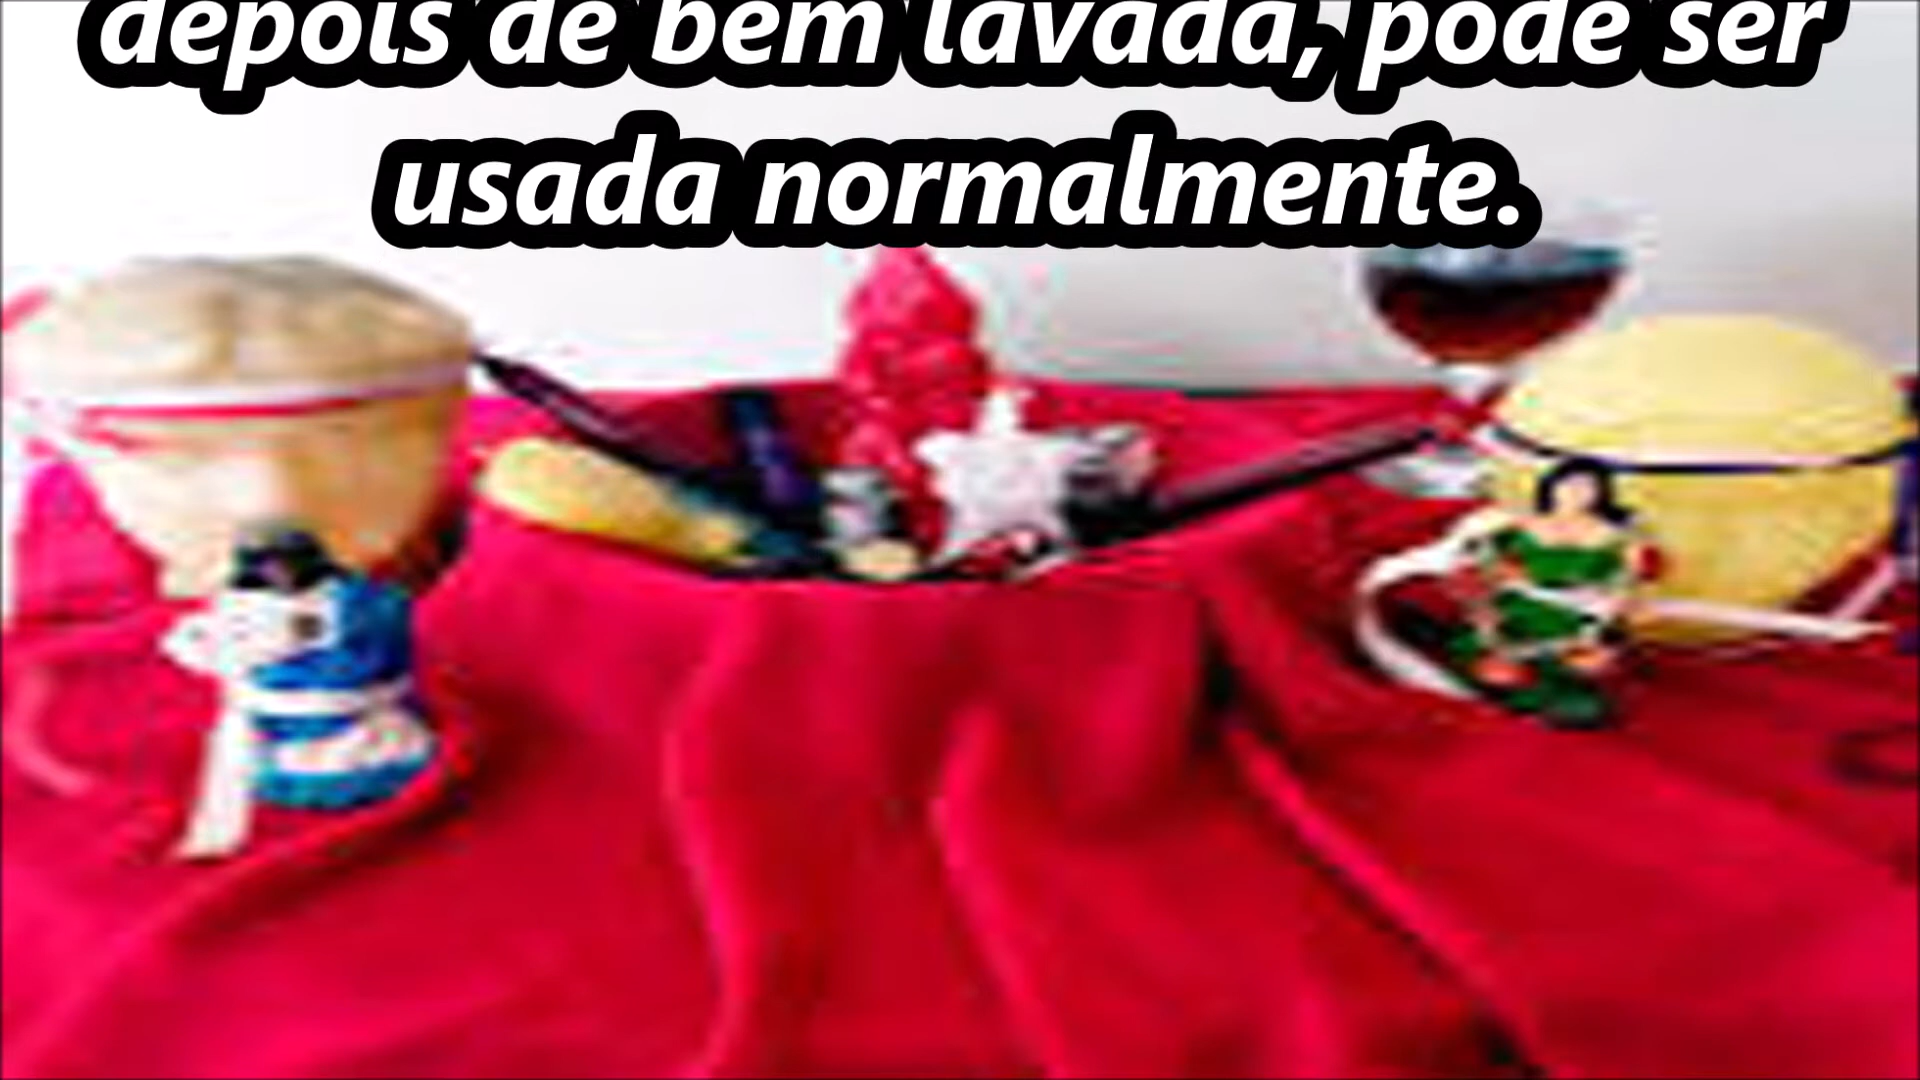 depois de bem lavada, pode ser
usada normalmente.